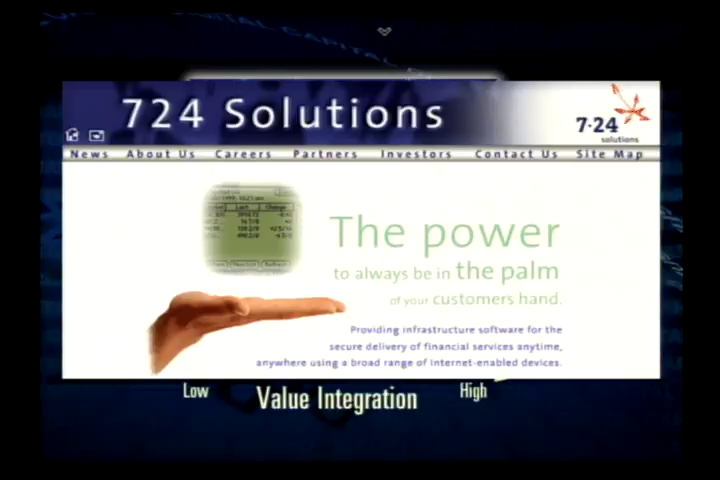 724 Solutions
7·24
solutions
News About Us Careers Partners Investors Contact Us Site Map
Last Change
The power
to always be in the palm
of your customers hand.
Providing infrastructure software for the
secure delivery of financial services anytime,
anywhere using a broad range of Internet-enabled devices.
Low Value Integration High